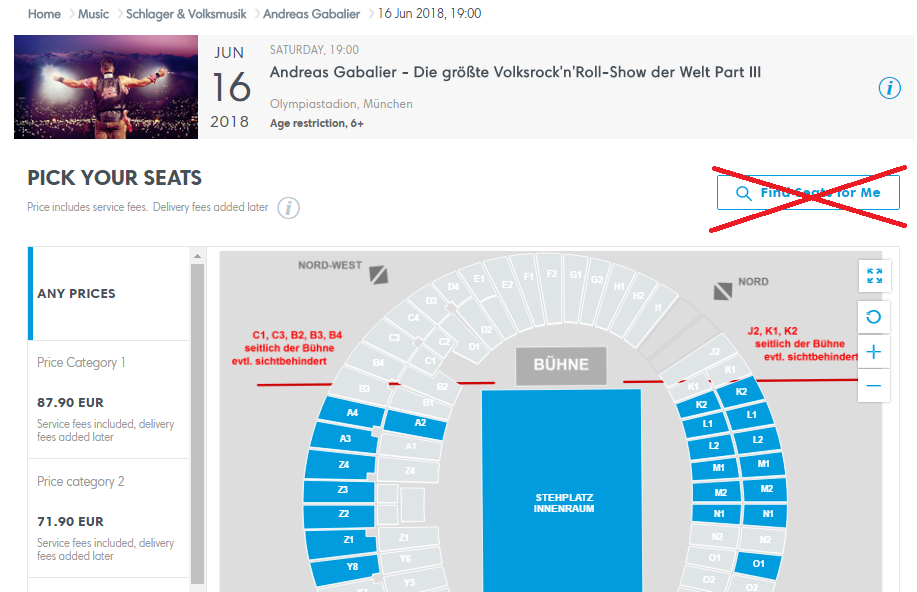 Home > Music > Schlager & Volksmusik > Andreas Gabalier > 16 Jun 2018, 19:00
JUN
16
2018
SATURDAY, 19:00
Andreas Gabalier - Die größte Volksrock'n'Roll-Show der Welt Part III
Olympiastadion, München
Age restriction, 6+
i
PICK YOUR SEATS
Price includes service fees. Delivery fees added later
i
Find Seats for Me
ANY PRICES
Price Category 1
87.90 EUR
Service fees included, delivery
fees added later
Price category 2
71.90 EUR
Service fees included, delivery
fees added later
NORD-WEST
NORD
C1, C3, B2, B3, B4
seitlich der Bühne
evtl. sichtbehindert
J2, K1, K2
seitlich der Bühne
evtl. sichtbehindert
BÜHNE
STEHPLATZ
INNENRAUM
D3 D4 E1 E2 F1 F2 G1 G2 H1 H2 I1
C4 D2
C3 C2 D1
B4 C1
B3 B2
B1
A4 A2
A3 A1
Z4 Z4
Z3
Z2
Z1 Z1
Y8 Y6
Y5
J2
K1 K1
K2 K2
L1 L1
L2 L2
M1 M1
M2 M2
N1 N1
N2 N2
O1 O1
O2 O2